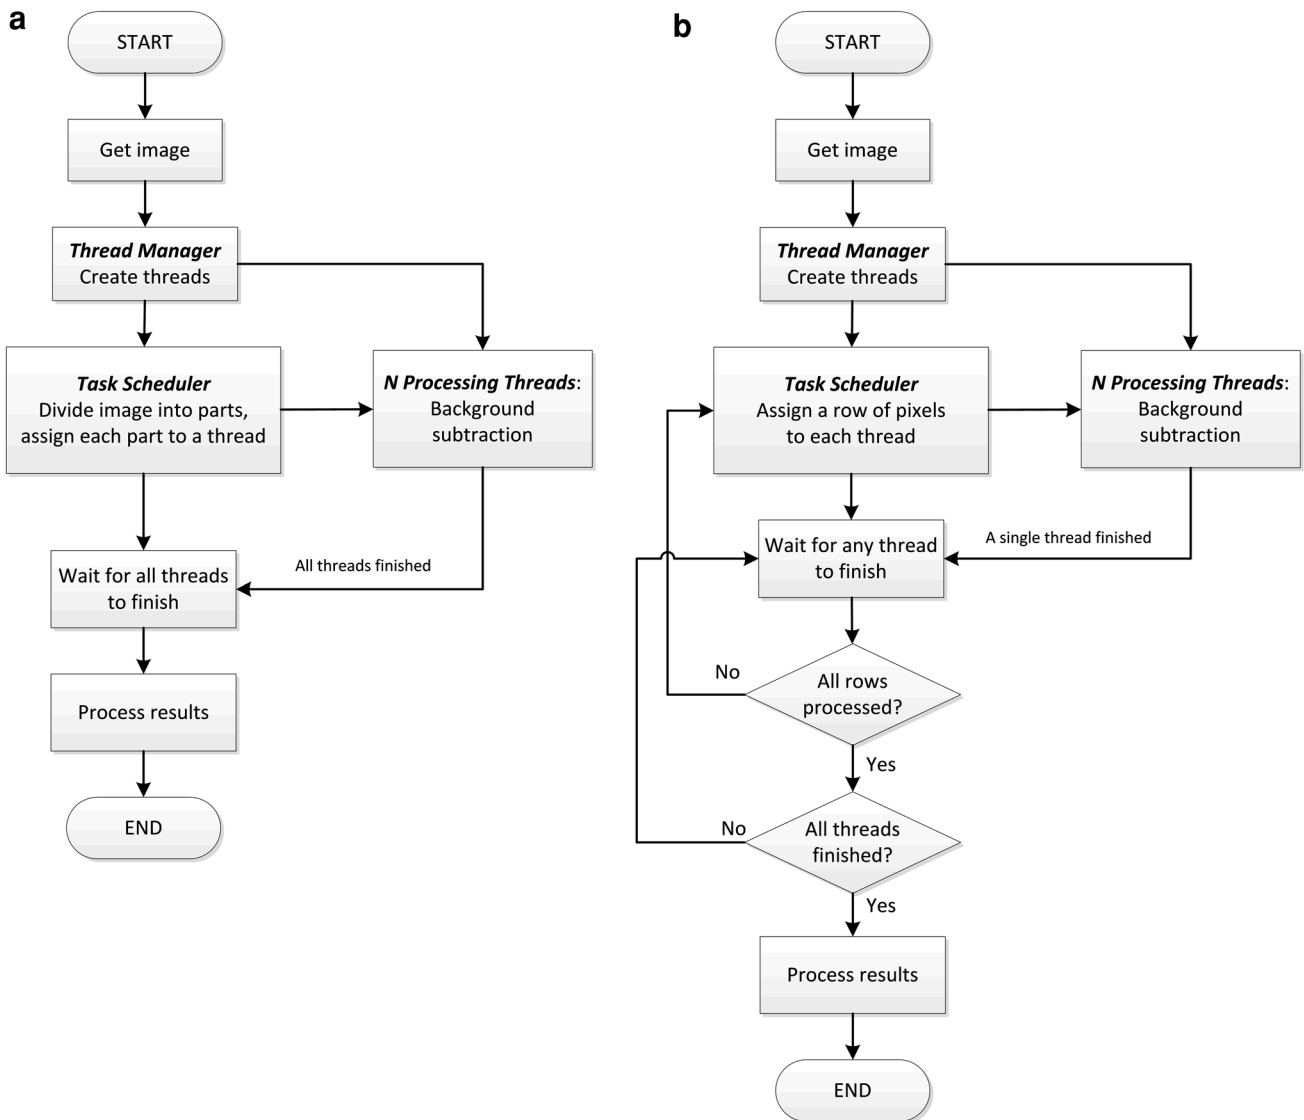 a
START
Get image
Thread Manager
Create threads
Task Scheduler
Divide image into parts,
assign each part to a thread
N Processing Threads:
Background
subtraction
All threads finished
Wait for all threads
to finish
Process results
END
b
START
Get image
Thread Manager
Create threads
Task Scheduler
Assign a row of pixels
to each thread
N Processing Threads:
Background
subtraction
A single thread finished
Wait for any thread
to finish
No
All rows
processed?
Yes
No
All threads
finished?
Yes
Process results
END